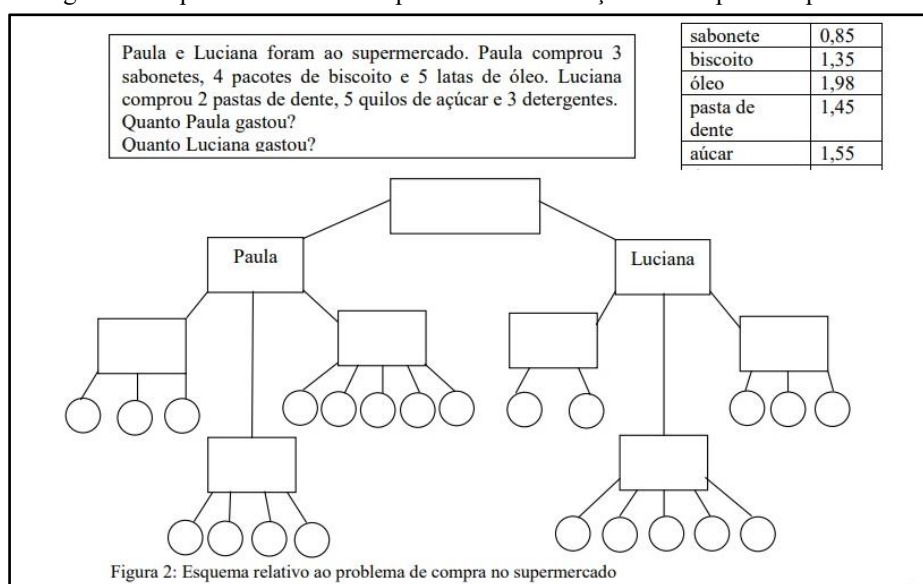 Paula e Luciana foram ao supermercado. Paula comprou 3
sabonetes, 4 pacotes de biscoito e 5 latas de óleo. Luciana
comprou 2 pastas de dente, 5 quilos de açúcar e 3 detergentes.
Quanto Paula gastou?
Quanto Luciana gastou?
sabonete 0,85
biscoito 1,35
óleo 1,98
pasta de 1,45
dente
aúcar 1,55
Paula
Luciana
Figura 2: Esquema relativo ao problema de compra no supermercado